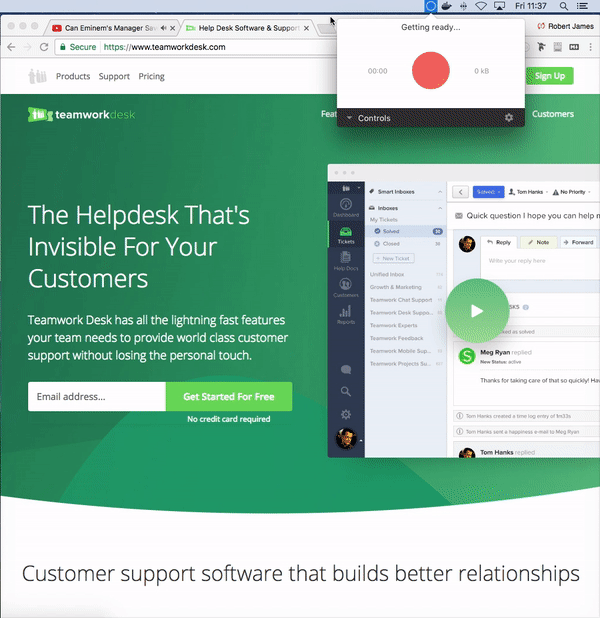 Fri 11:37
Can Eminem's Manager Sav
Help Desk Software & Support
Robert James
Secure
https://www.teamworkdesk.com
Getting ready...
00:00
0 kB
Controls
Products
Support
Pricing
Sign Up
teamworkdesk
Customers
The Helpdesk That's
Invisible For Your
Customers
Teamwork Desk has all the lightning fast features
your team needs to provide world class customer
support without losing the personal touch.
Email address...
Get Started For Free
No credit card required
Dashboard
Tickets
Help Docs
Customers
Reports
Smart Inboxes
Inboxes
My Tickets
Solved
30
Closed
New Ticket
Unified Inbox
Growth & Marketing
Teamwork Chat Support
Teamwork Desk Suppo...
Teamwork Experts
Teamwork Feedback
Teamwork Mobile Sup...
Teamwork Projects Su...
Solved
Tom Hanks
No Priority
Quick question I hope you can help m
Reply
Note
Forward
Write your reply here
ked as solved
Meg Ryan replied
New Status: active
Thanks for taking care of that so quickly! Hav
Tom Hanks created a time log entry of 1m33s
Tom Hanks sent a happiness e-mail to Meg Ryan
Tom Hanks replied
Customer support software that builds better relationships